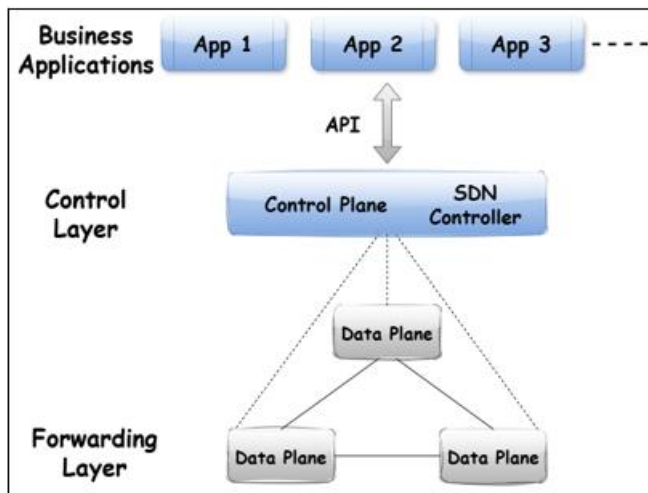 Business
Applications
App 1
App 2
App 3
API
Control
Layer
Control Plane
SDN
Controller
Data Plane
Forwarding
Layer
Data Plane
Data Plane